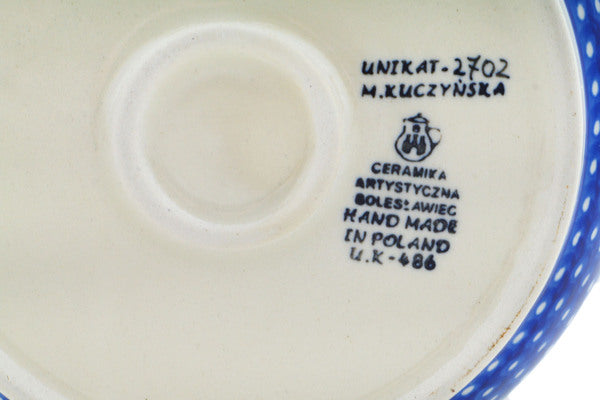 UNIKAT-2702
M.KUCZYŃSKA
CERAMIKA
ARTYSTYCZNA
BOLESŁAWIEC
HAND MADE
IN POLAND
U.K-486